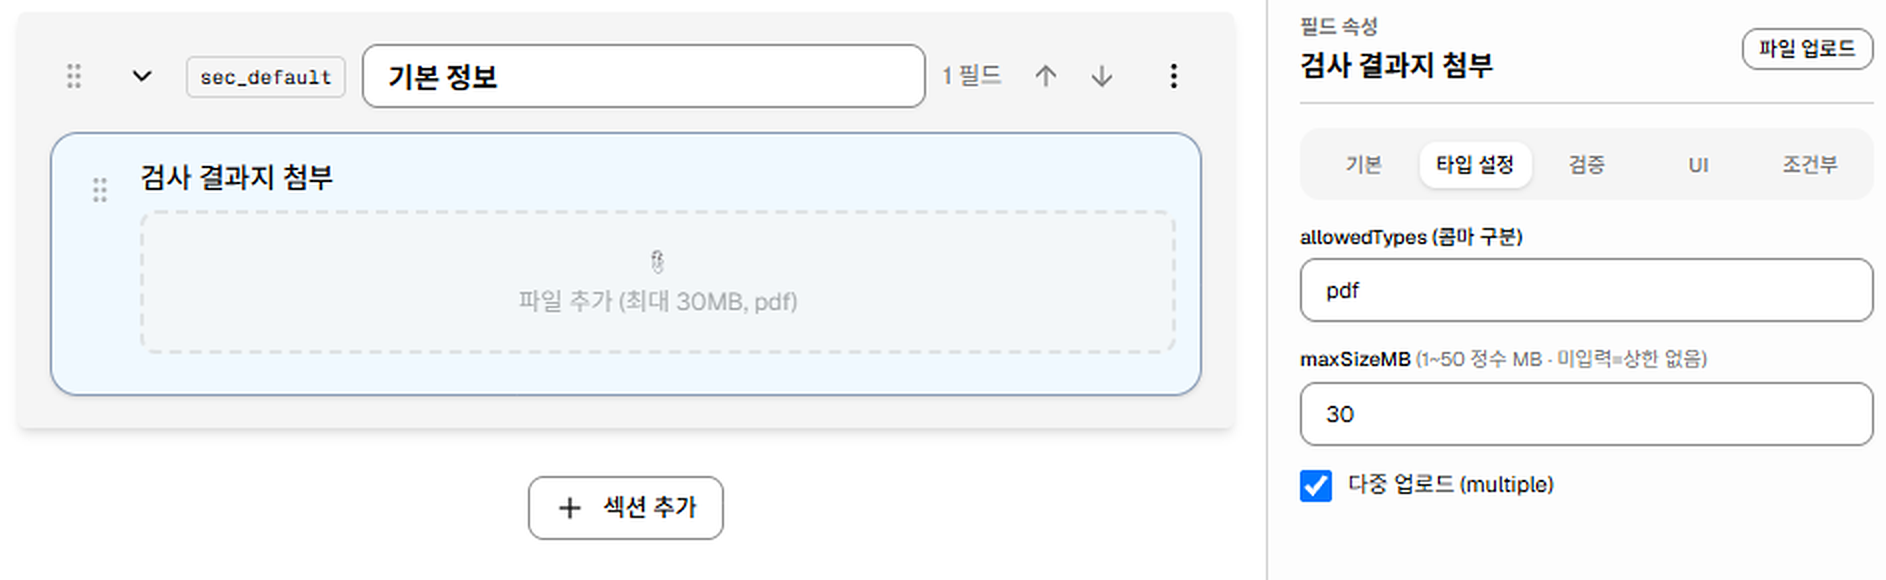 sec_default
기본 정보
1 필드
검사 결과지 첨부
파일 추가 (최대 30MB, pdf)
섹션 추가
필드 속성
검사 결과지 첨부
파일 업로드
기본 타입 설정 검증 UI 조건부
allowedTypes (콤마 구분)
pdf
maxSizeMB (1~50 정수 MB · 미입력=상한 없음)
30
다중 업로드 (multiple)